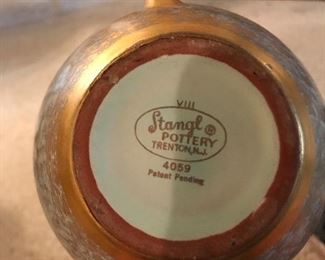 VIII
Stangl ®
POTTERY
TRENTON, N.J.
4059
Patent Pending